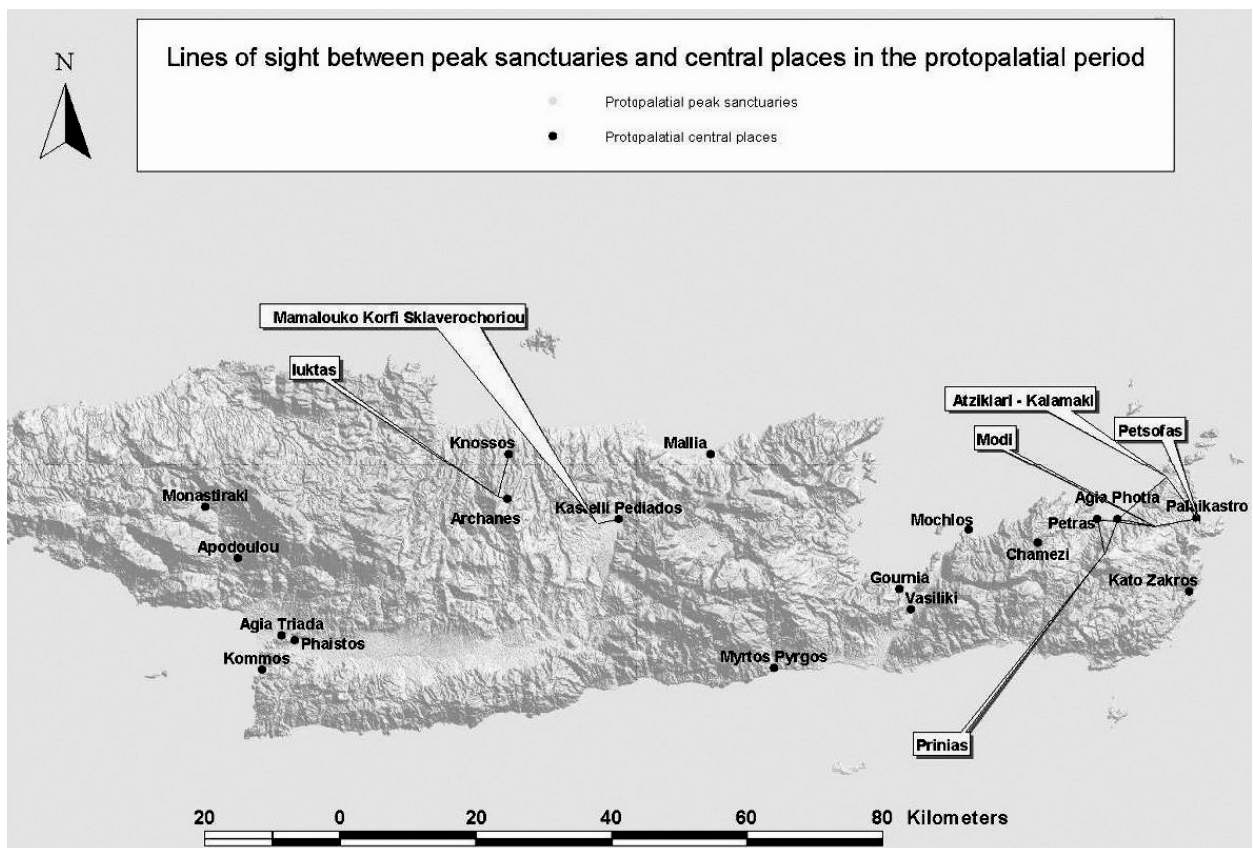 N
Lines of sight between peak sanctuaries and central places in the protopalatial period
Protopalatial peak sanctuaries
Protopalatial central places
Mamalouko Korfi Sklaverochoriou
Iuktas
Atziklari - Kalamaki
Petsofas
Modi
Knossos
Mallia
Monastiraki
Archanes
Kastelli Pediados
Agia Photia
Palaikastro
Petras
Mochlos
Chamezi
Apodoulou
Gournia
Kato Zakros
Vasiliki
Agia Triada
Phaistos
Kommos
Myrtos Pyrgos
Prinias
20 0 20 40 60 80 Kilometers